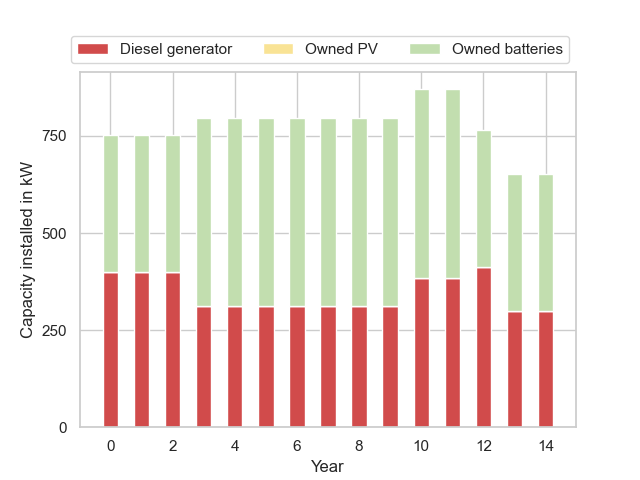 Diesel generator Owned PV Owned batteries
750
500
250
0
0 2 4 6 8 10 12 14
Capacity installed in kW
Year